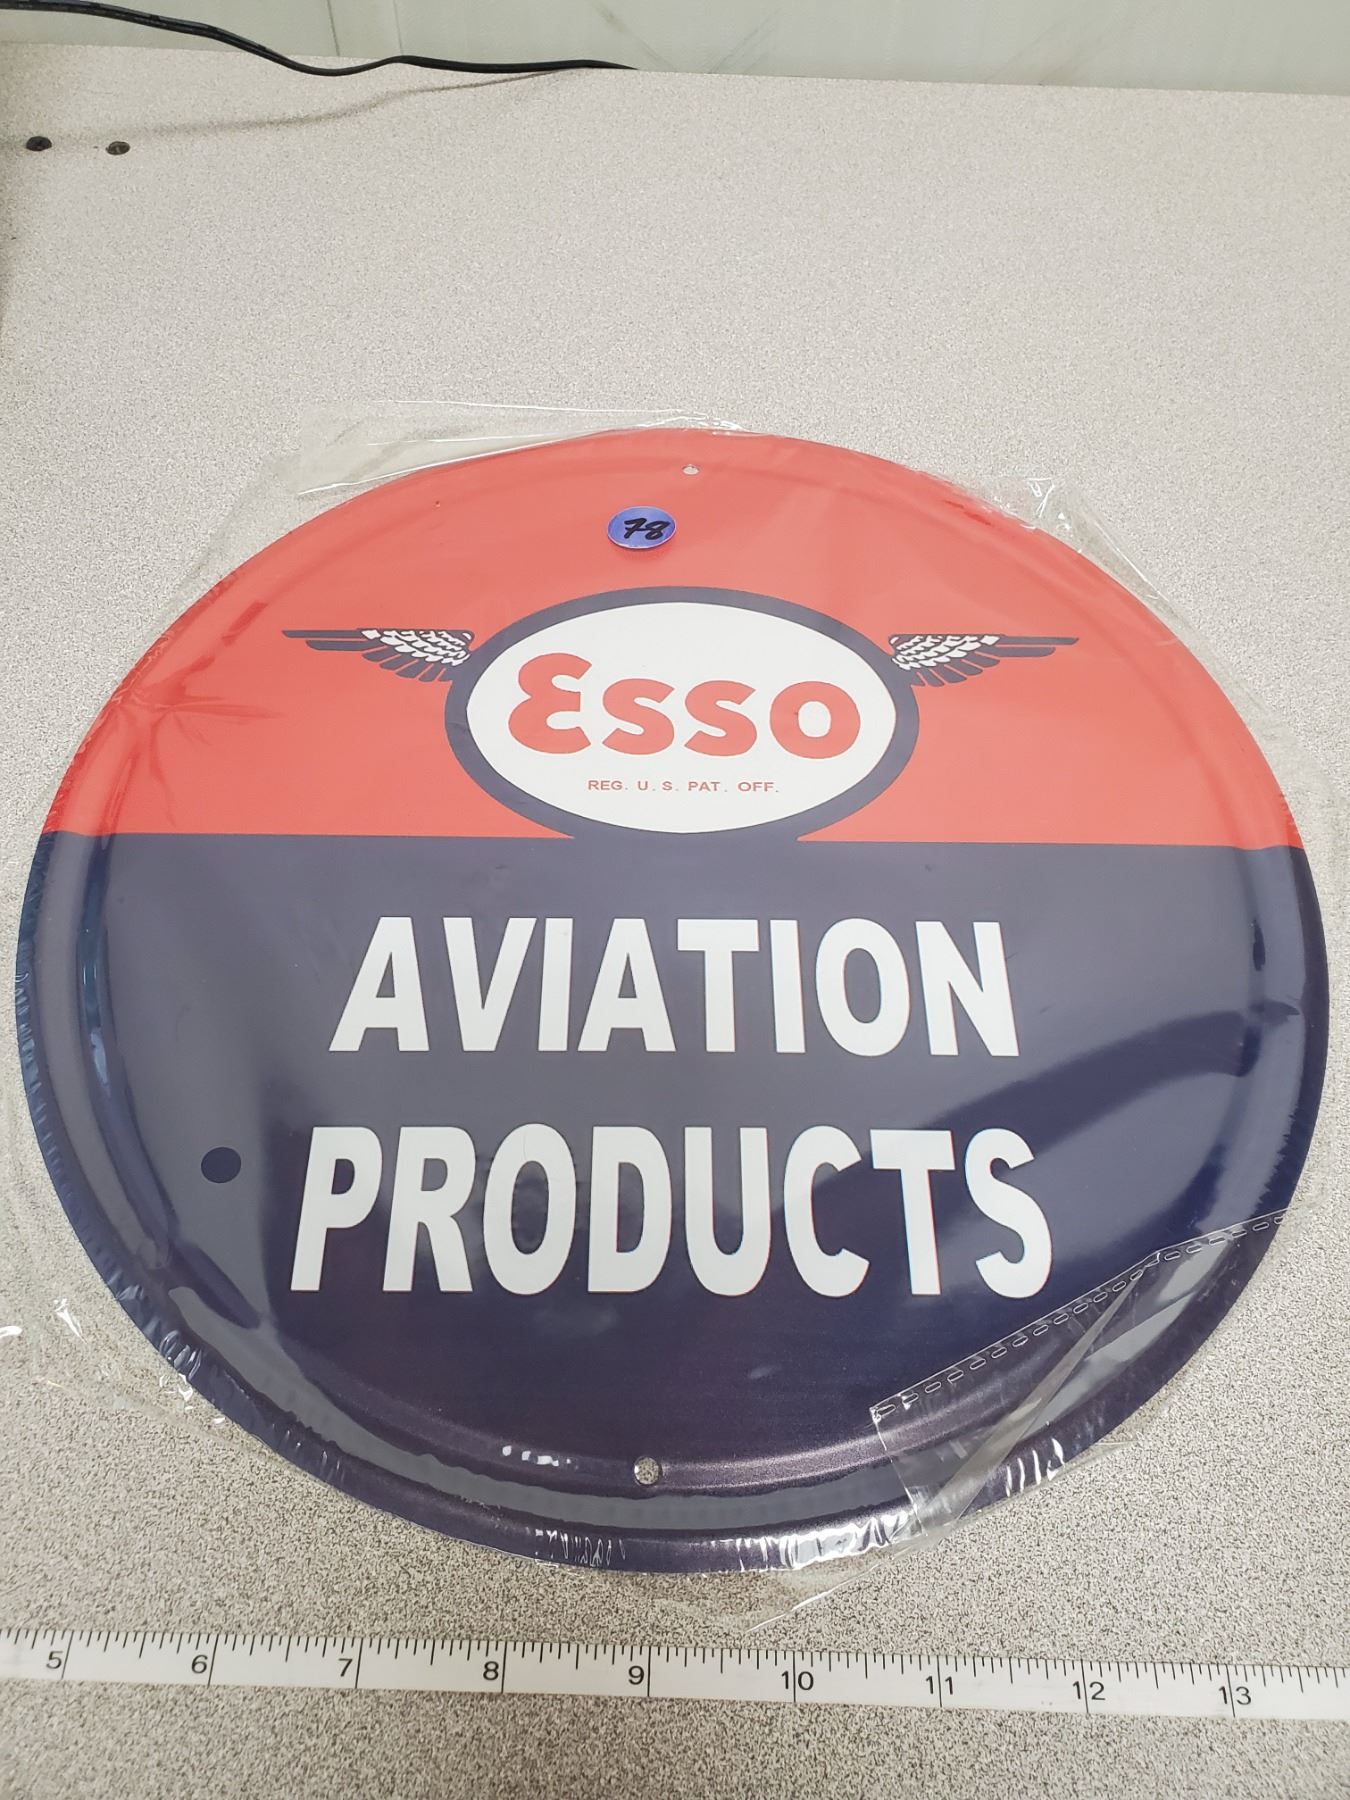 78
Esso
REG. U.S. PAT. OFF.
AVIATION
PRODUCTS
5 6 7 8 9 10 11 12 13